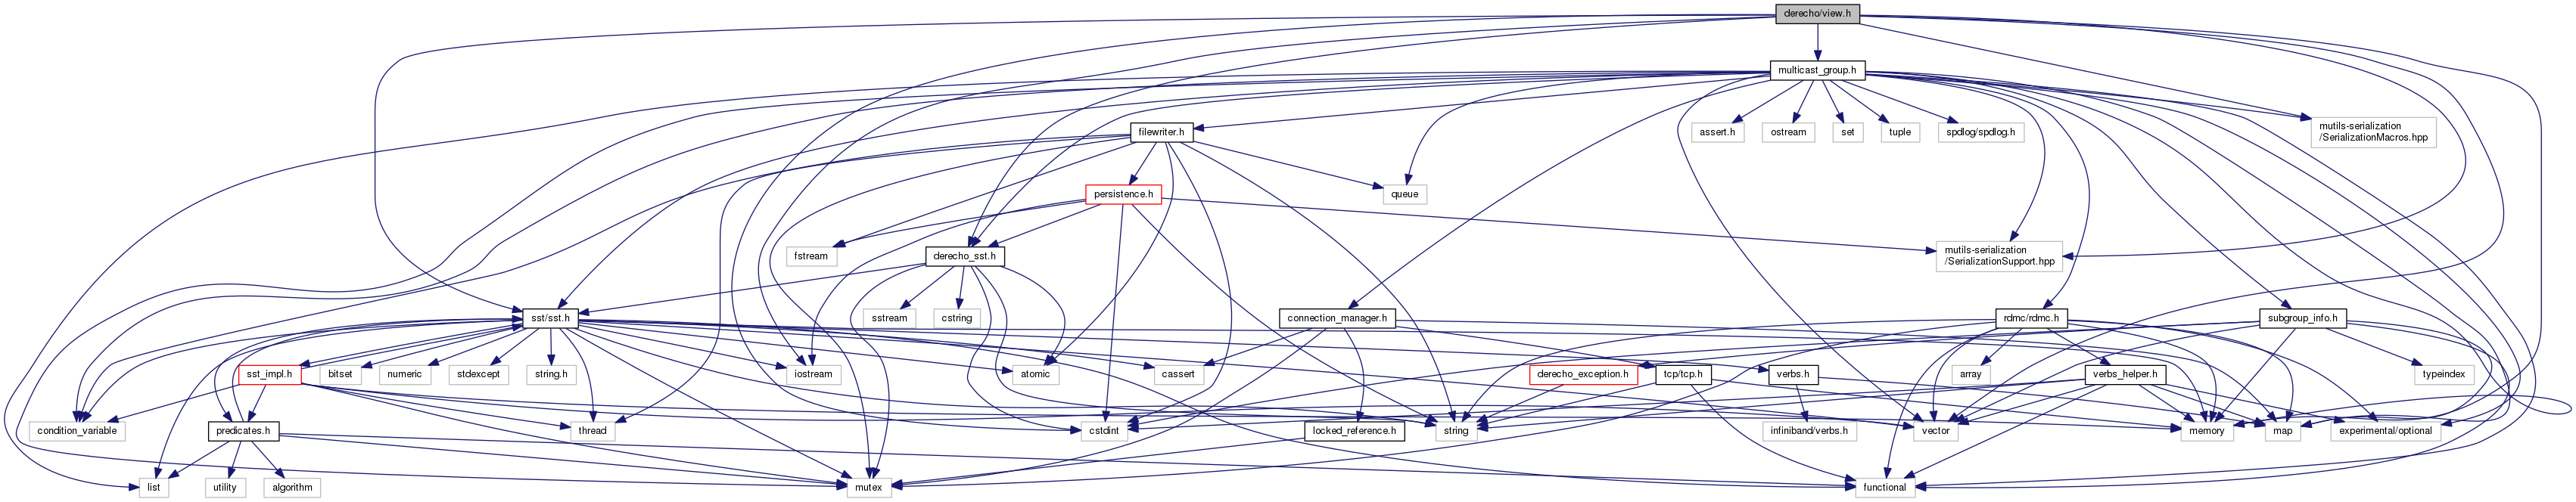 derecho/view.h
multicast_group.h
filewriter.h
assert.h
ostream
set
tuple
spdlog/spdlog.h
mutils-serialization
/SerializationMacros.hpp
persistence.h
queue
fstream
derecho_sst.h
mutils-serialization
/SerializationSupport.hpp
sst/sst.h
sstream
cstring
connection_manager.h
rdmc/rdmc.h
subgroup_info.h
sst_impl.h
bitset
numeric
stdexcept
string.h
iostream
atomic
cassert
derecho_exception.h
tcp/tcp.h
verbs.h
array
verbs_helper.h
typeindex
condition_variable
predicates.h
thread
cstdint
locked_reference.h
string
infiniband/verbs.h
vector
memory
map
experimental/optional
list
utility
algorithm
mutex
functional